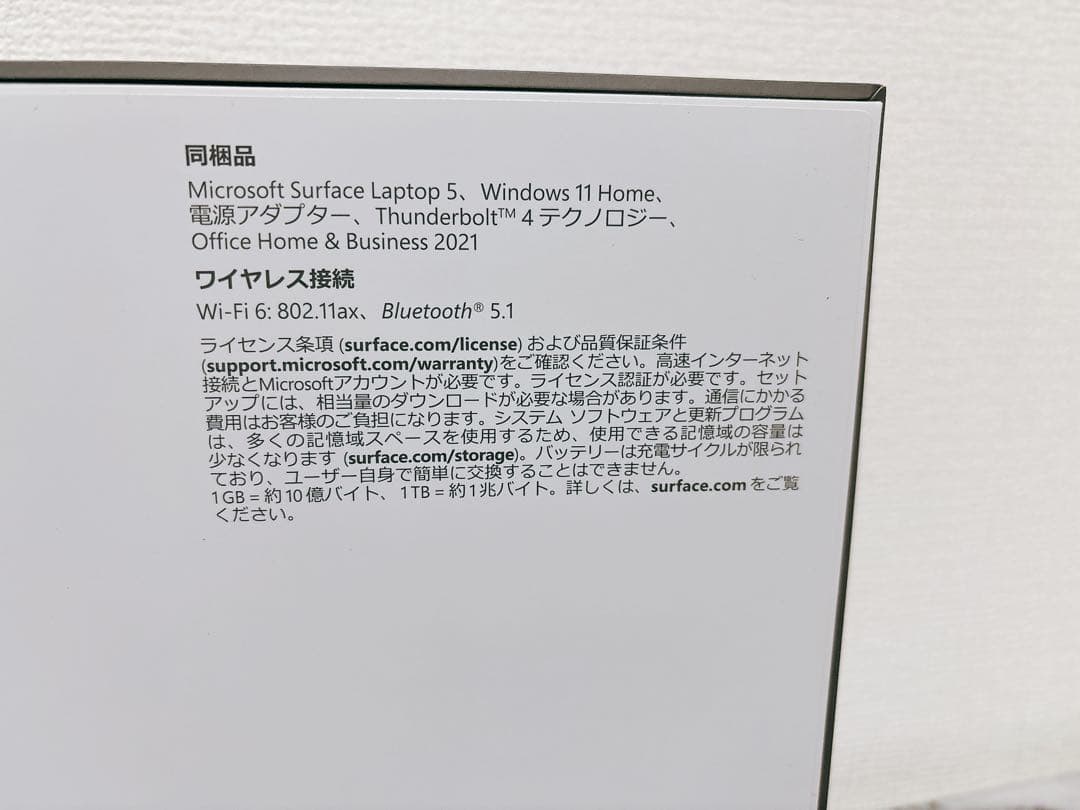 同梱品
Microsoft Surface Laptop 5、Windows 11 Home、
電源アダプター、Thunderbolt™ 4 テクノロジー、
Office Home & Business 2021
ワイヤレス接続
Wi-Fi 6: 802.11ax、Bluetooth® 5.1
ライセンス条項 (surface.com/license) および品質保証条件
(support.microsoft.com/warranty)をご確認ください。高速インターネット
接続とMicrosoftアカウントが必要です。ライセンス認証が必要です。セット
アップには、相当量のダウンロードが必要な場合があります。通信にかかる
費用はお客様のご負担になります。システム ソフトウェアと更新プログラム
は、多くの記憶域スペースを使用するため、使用できる記憶域の容量は
少なくなります (surface.com/storage)。バッテリーは充電サイクルが限られ
ており、ユーザー自身で簡単に交換することはできません。
1 GB = 約 10 億バイト、1 TB = 約 1 兆バイト。詳しくは、surface.com をご覧
ください。